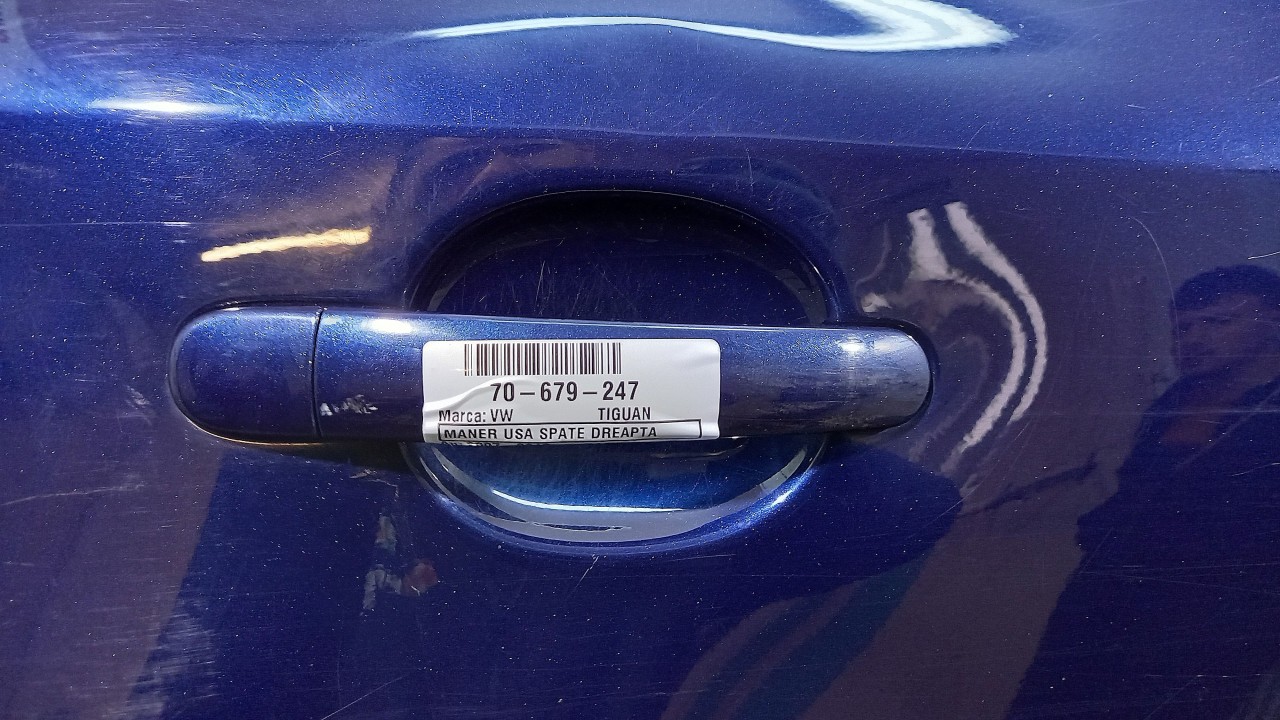 70-679-247
Marca: VW TIGUAN
MANER USA SPATE DREAPTA